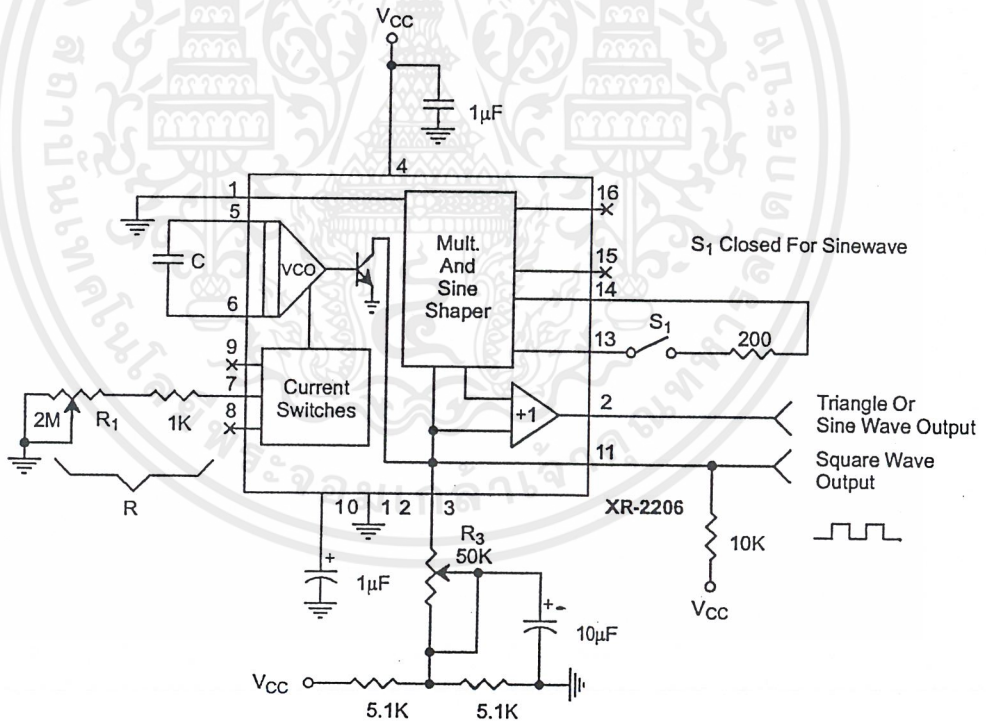 VCC
1µF
4
1
16
5
C
VCO
Mult.
And
Sine
Shaper
15
S1 Closed For Sinewave
14
6
S1
13
200
9
7
8
Current
Switches
2M
R1
1K
R
+1
2
Triangle Or
Sine Wave Output
11
Square Wave
Output
10 1 2 3
XR-2206
+
1µF
R3
50K
10K
VCC
+-
10µF
VCC
5.1K
5.1K